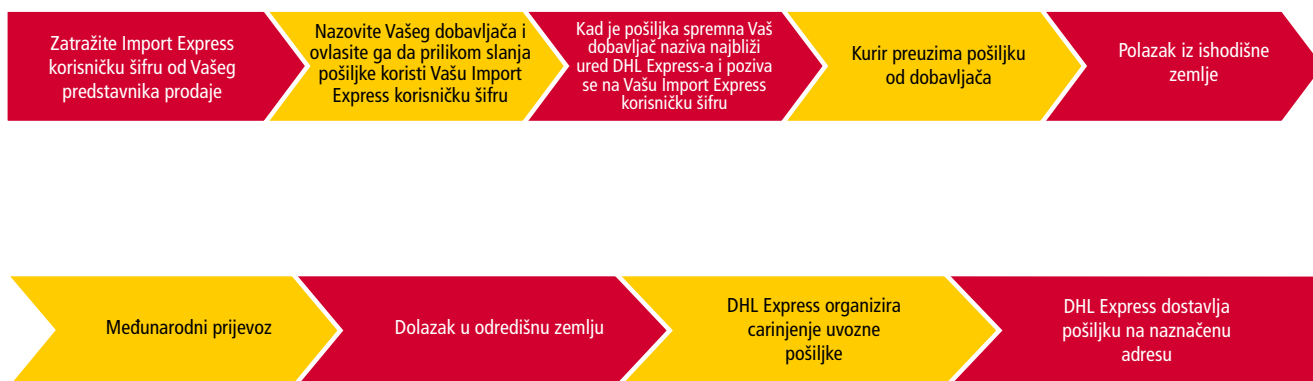 Zatražite Import Express
korisničku šifru od Vašeg
predstavnika prodaje
Nazovite Vašeg dobavljača i
ovlasite ga da prilikom slanja
pošiljke koristi Vašu Import
Express korisničku šifru
Kad je pošiljka spremna Vaš
dobavljač naziva najbliži
ured DHL Express-a i poziva
se na Vašu Import Express
korisničku šifru
Kurir preuzima pošiljku
od dobavljača
Polazak iz ishodišne
zemlje
Međunarodni prijevoz
Dolazak u odredišnu zemlju
DHL Express organizira
carinjenje uvozne
pošiljke
DHL Express dostavlja
pošiljku na naznačenu
adresu